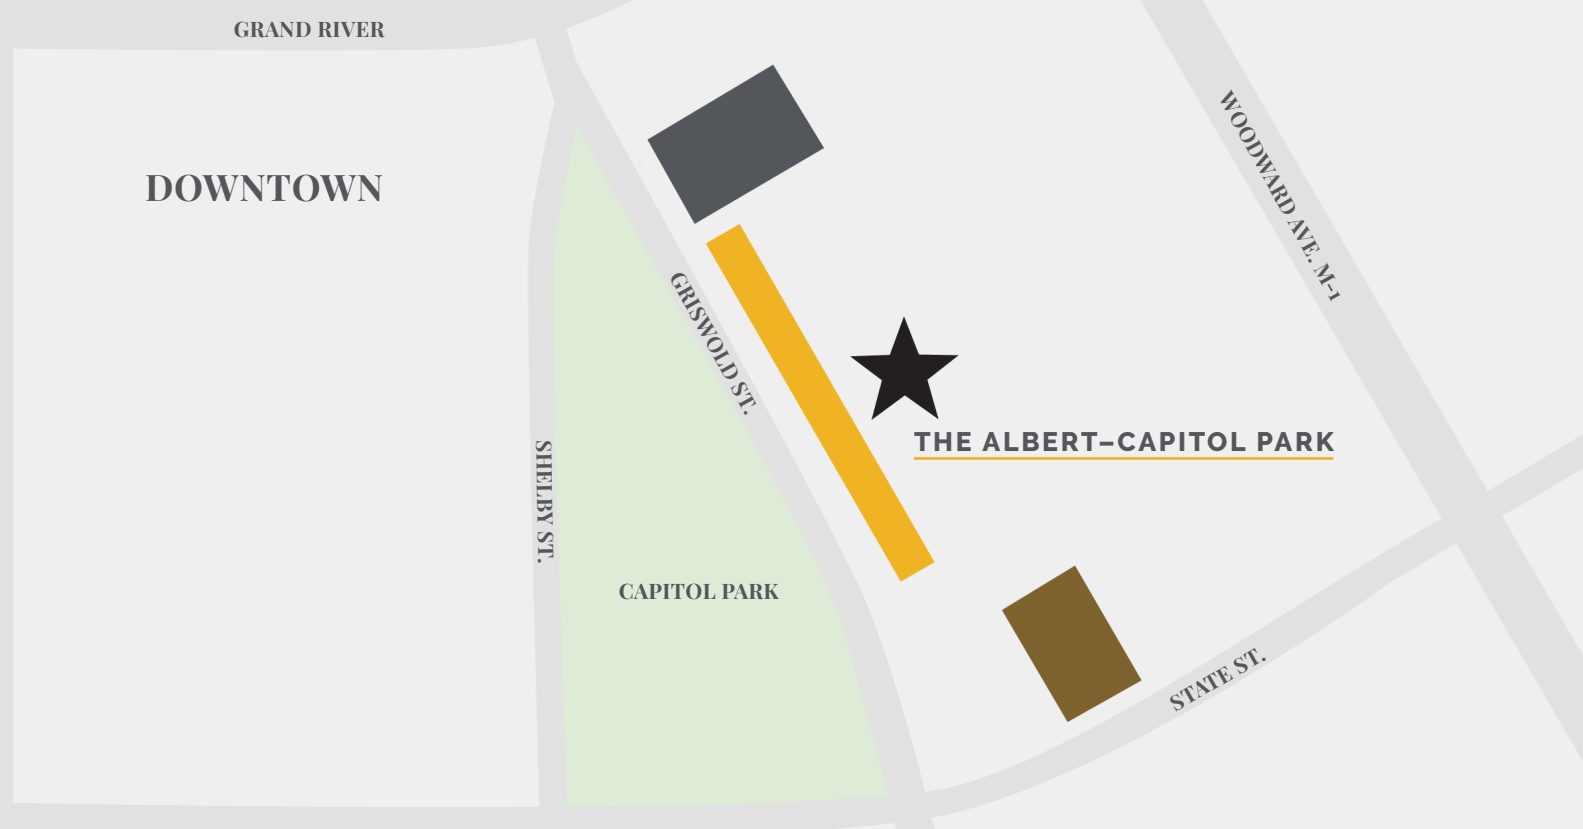 GRAND RIVER
DOWNTOWN
WOODWARD AVE. M-1
GRISWOLD ST.
THE ALBERT–CAPITOL PARK
SHELBY ST.
CAPITOL PARK
STATE ST.